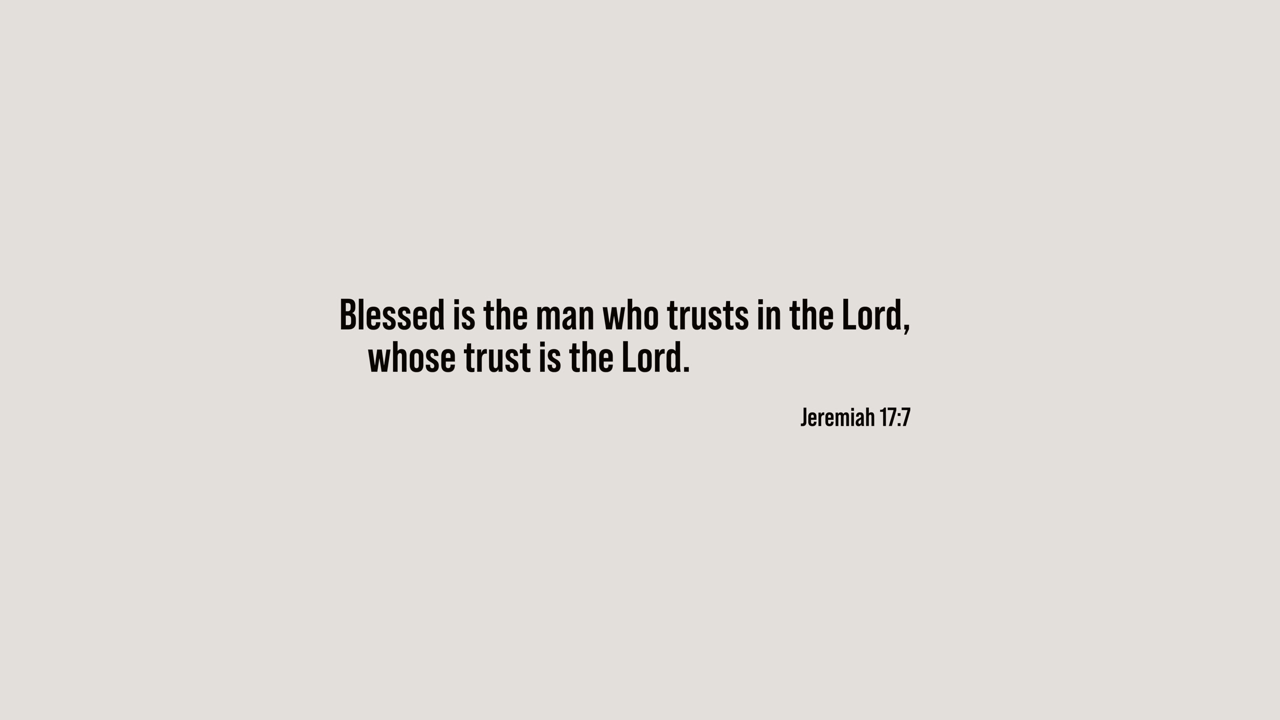 Blessed is the man who trusts in the Lord,
whose trust is the Lord.
Jeremiah 17:7